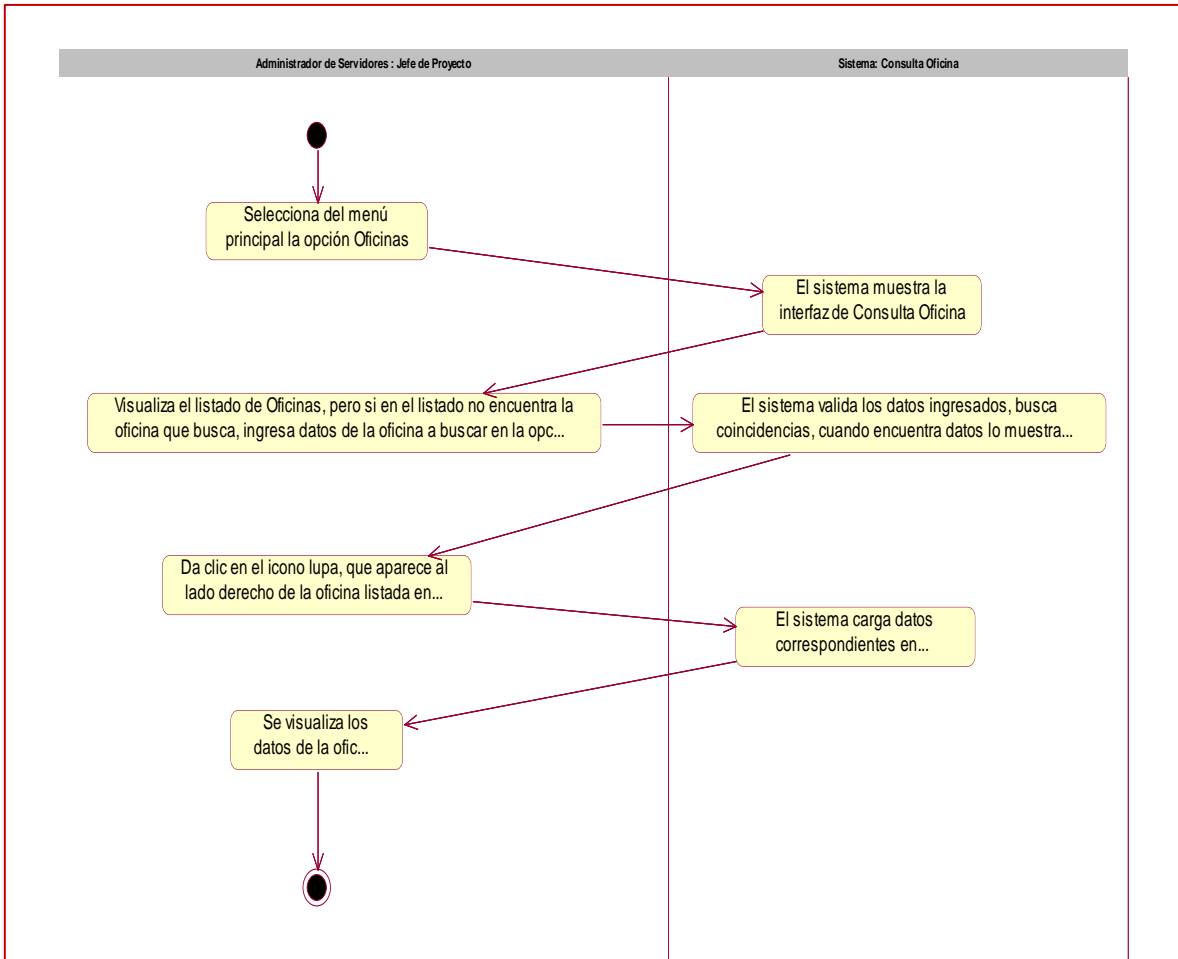 Administrador de Servidores : Jefe de Proyecto
Sistema: Consulta Oficina
Selecciona del menú
principal la opción Oficinas
El sistema muestra la
interfaz de Consulta Oficina
Visualiza el listado de Oficinas, pero si en el listado no encuentra la
oficina que busca, ingresa datos de la oficina a buscar en la opc...
El sistema valida los datos ingresados, busca
coincidencias, cuando encuentra datos lo muestra...
Da clic en el icono lupa, que aparece al
lado derecho de la oficina listada en...
El sistema carga datos
correspondientes en...
Se visualiza los
datos de la ofic...